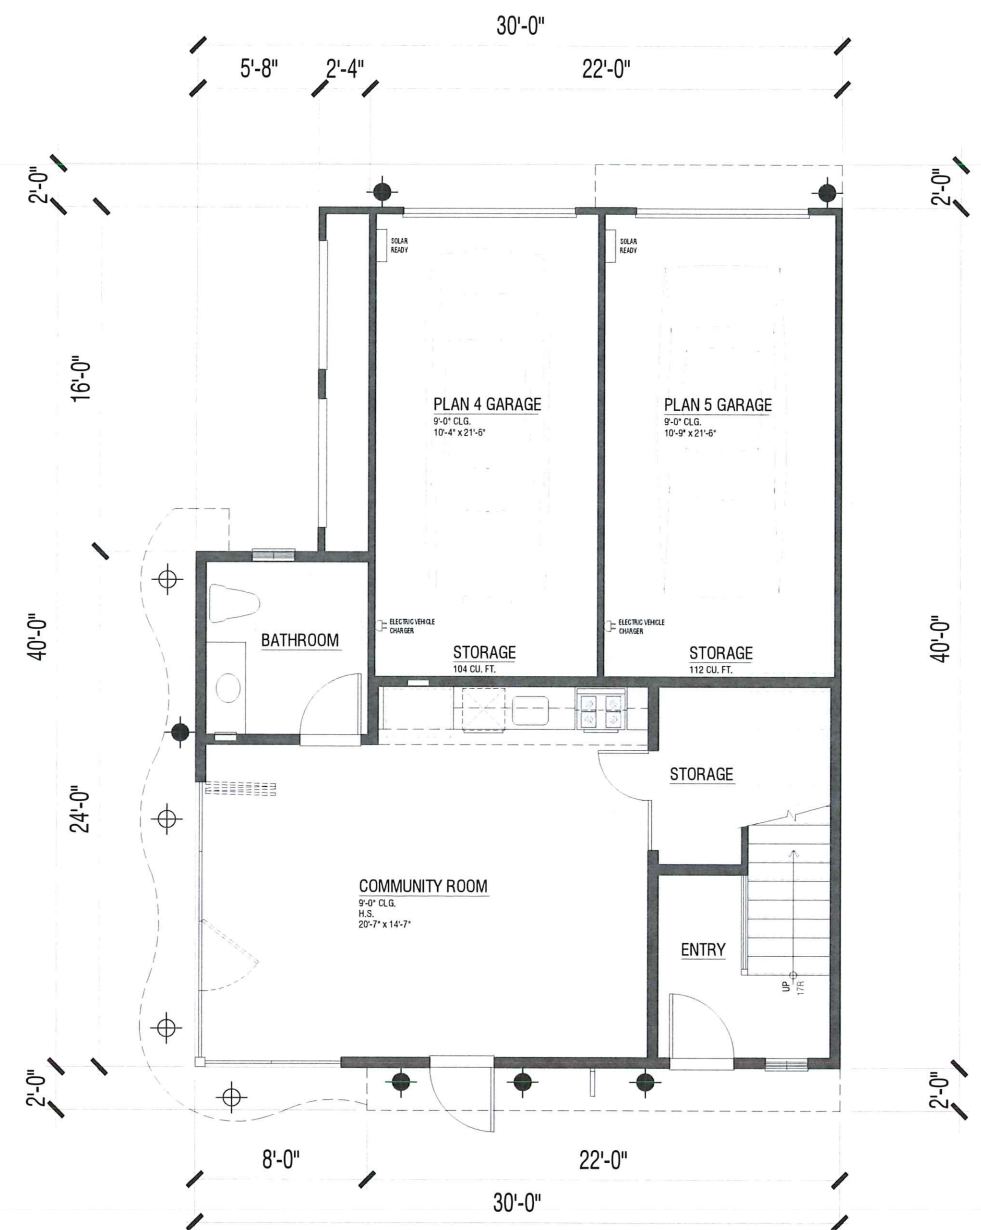 30'-0"
5'-8" 2'-4" 22'-0"
2'-0"
2'-0"
SOLAR
READY
SOLAR
READY
16'-0"
PLAN 4 GARAGE
9'-0" CLG.
10'-4" x 21'-6"
PLAN 5 GARAGE
9'-0" CLG.
10'-9" x 21'-6"
40'-0"
40'-0"
ELECTRIC VEHICLE
CHARGER
ELECTRIC VEHICLE
CHARGER
BATHROOM
STORAGE
104 CU. FT.
STORAGE
112 CU. FT.
STORAGE
24'-0"
COMMUNITY ROOM
9'-0" CLG.
H.S.
20'-7" x 14'-7"
ENTRY
UP
17R
2'-0"
2'-0"
8'-0" 22'-0"
30'-0"